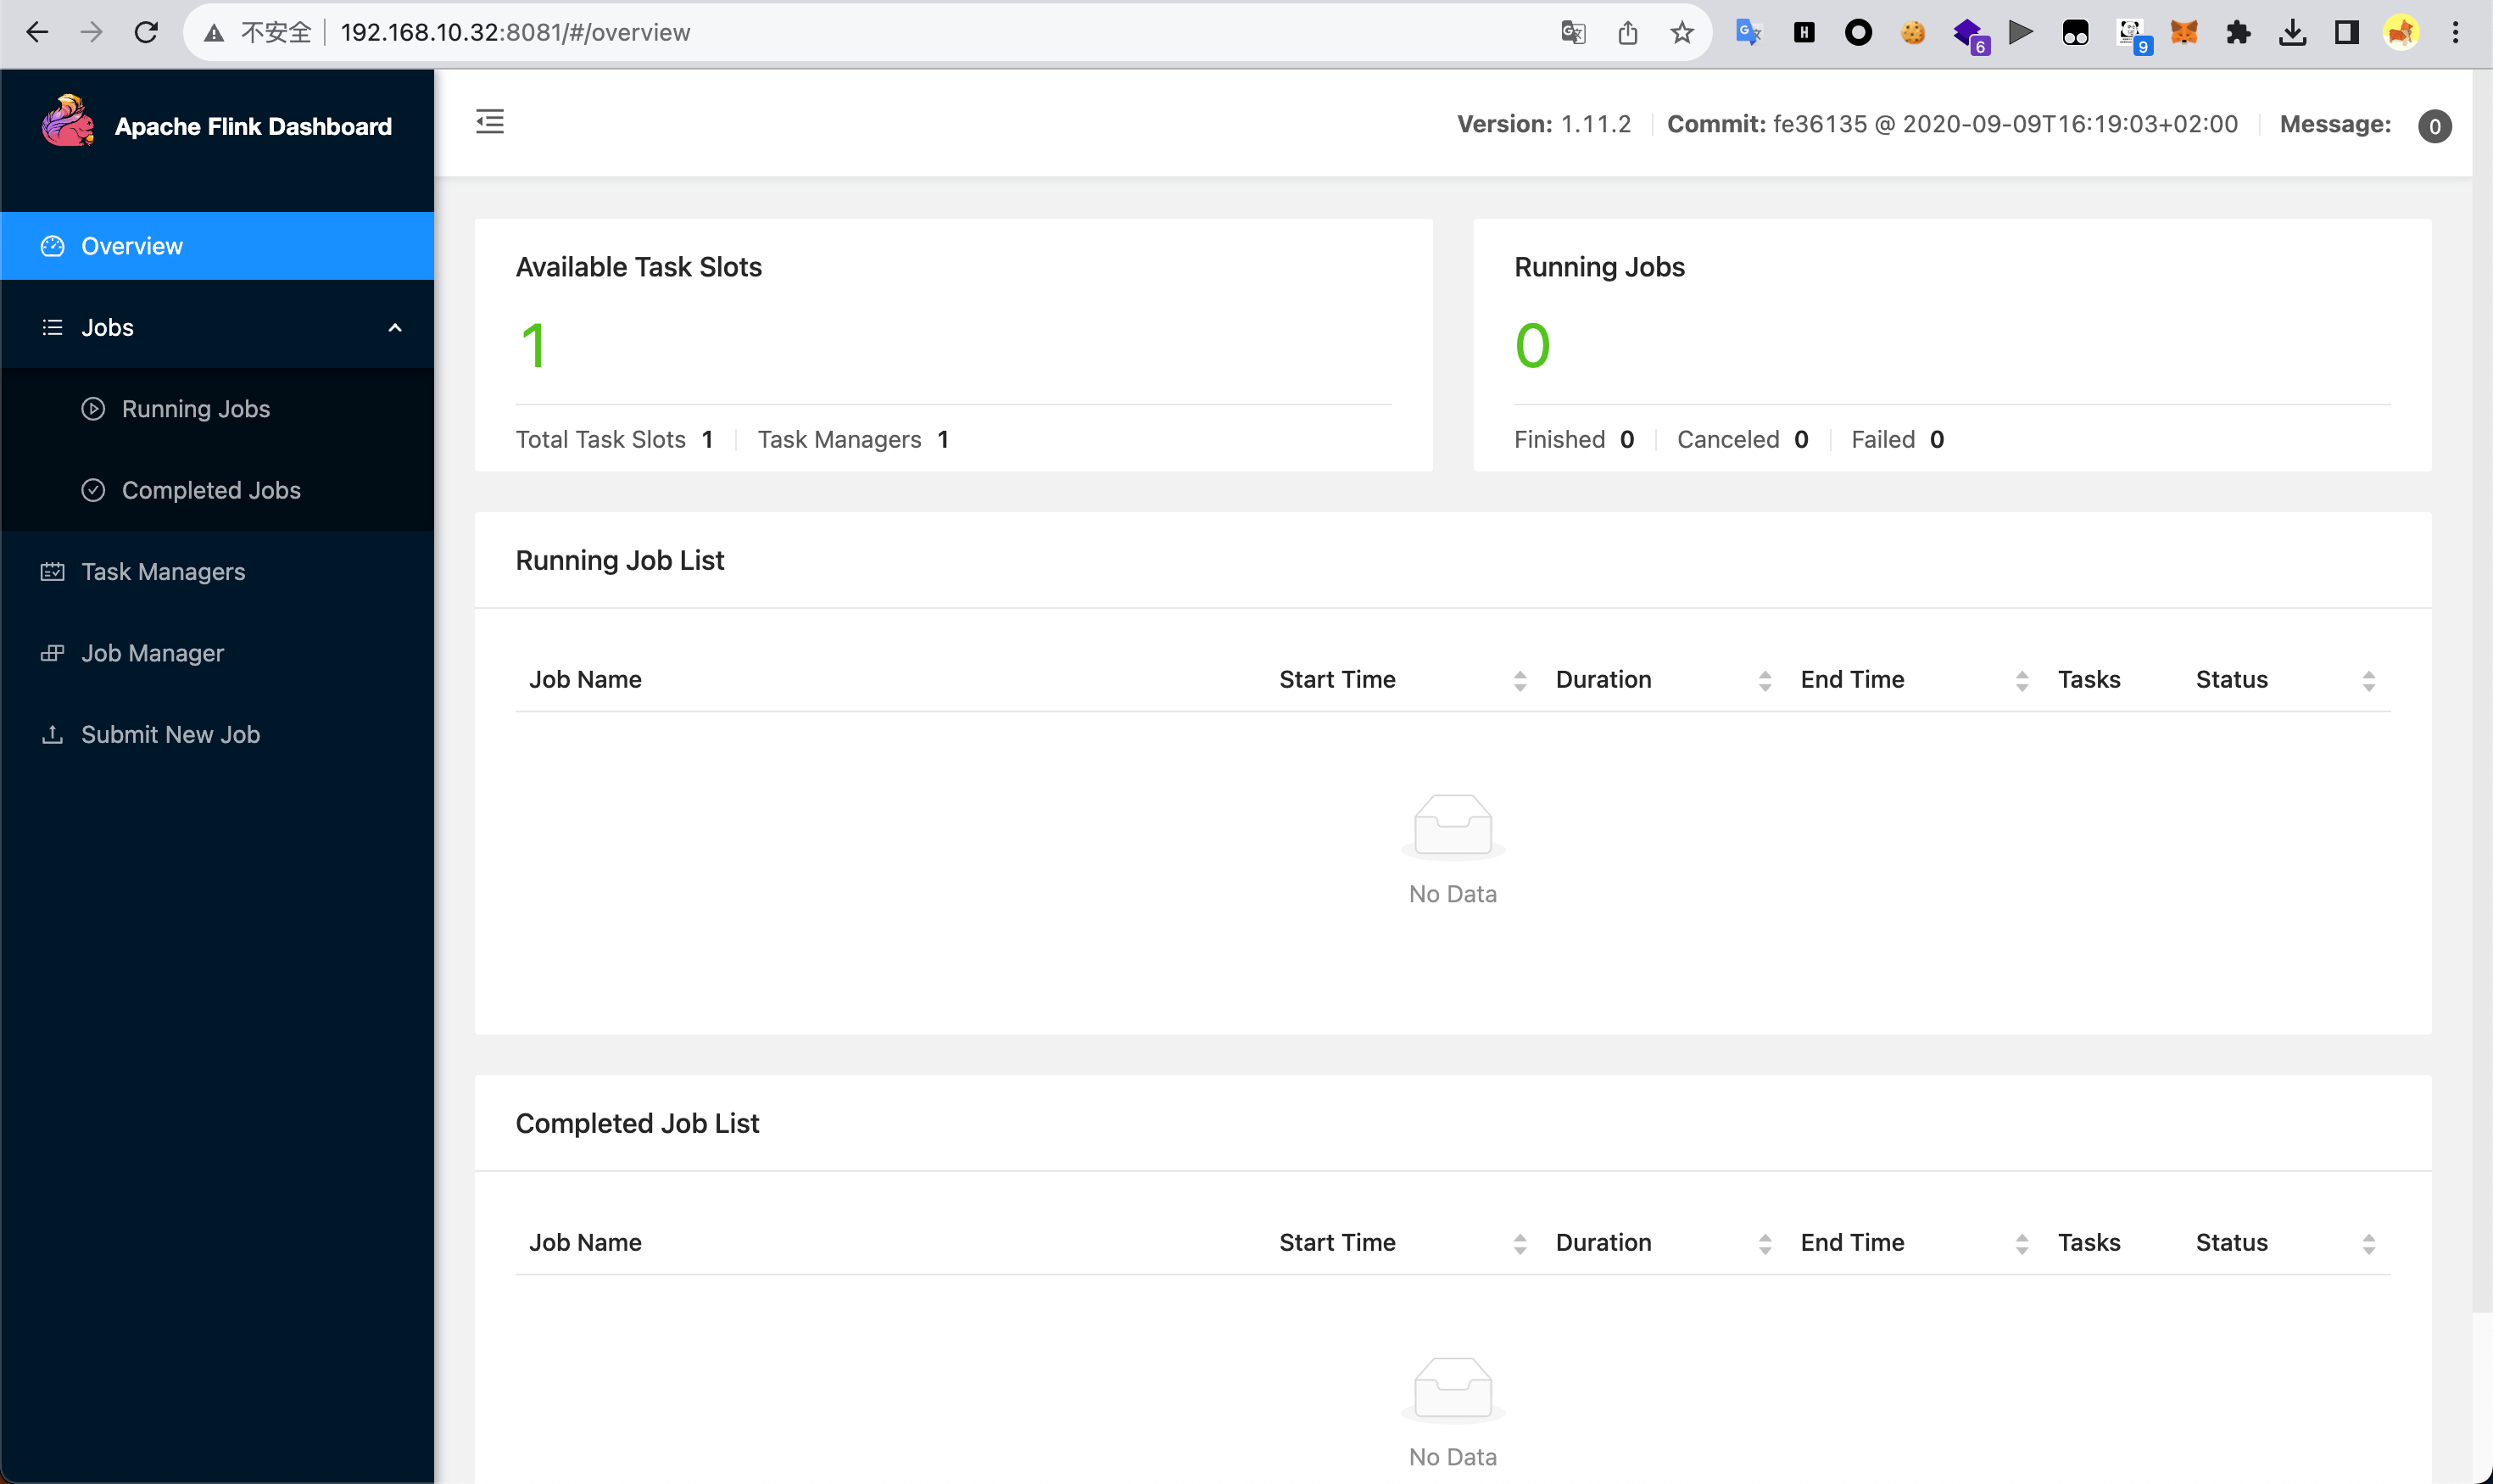 不安全 192.168.10.32:8081/#/overview
6
9
Apache Flink Dashboard
Version: 1.11.2 Commit: fe36135 @ 2020-09-09T16:19:03+02:00 Message: 0
Overview
Jobs
Running Jobs
Completed Jobs
Task Managers
Job Manager
Submit New Job
Available Task Slots
1
Total Task Slots 1 Task Managers 1
Running Jobs
0
Finished 0 Canceled 0 Failed 0
Running Job List
Job Name Start Time Duration End Time Tasks Status
No Data
Completed Job List
Job Name Start Time Duration End Time Tasks Status
No Data